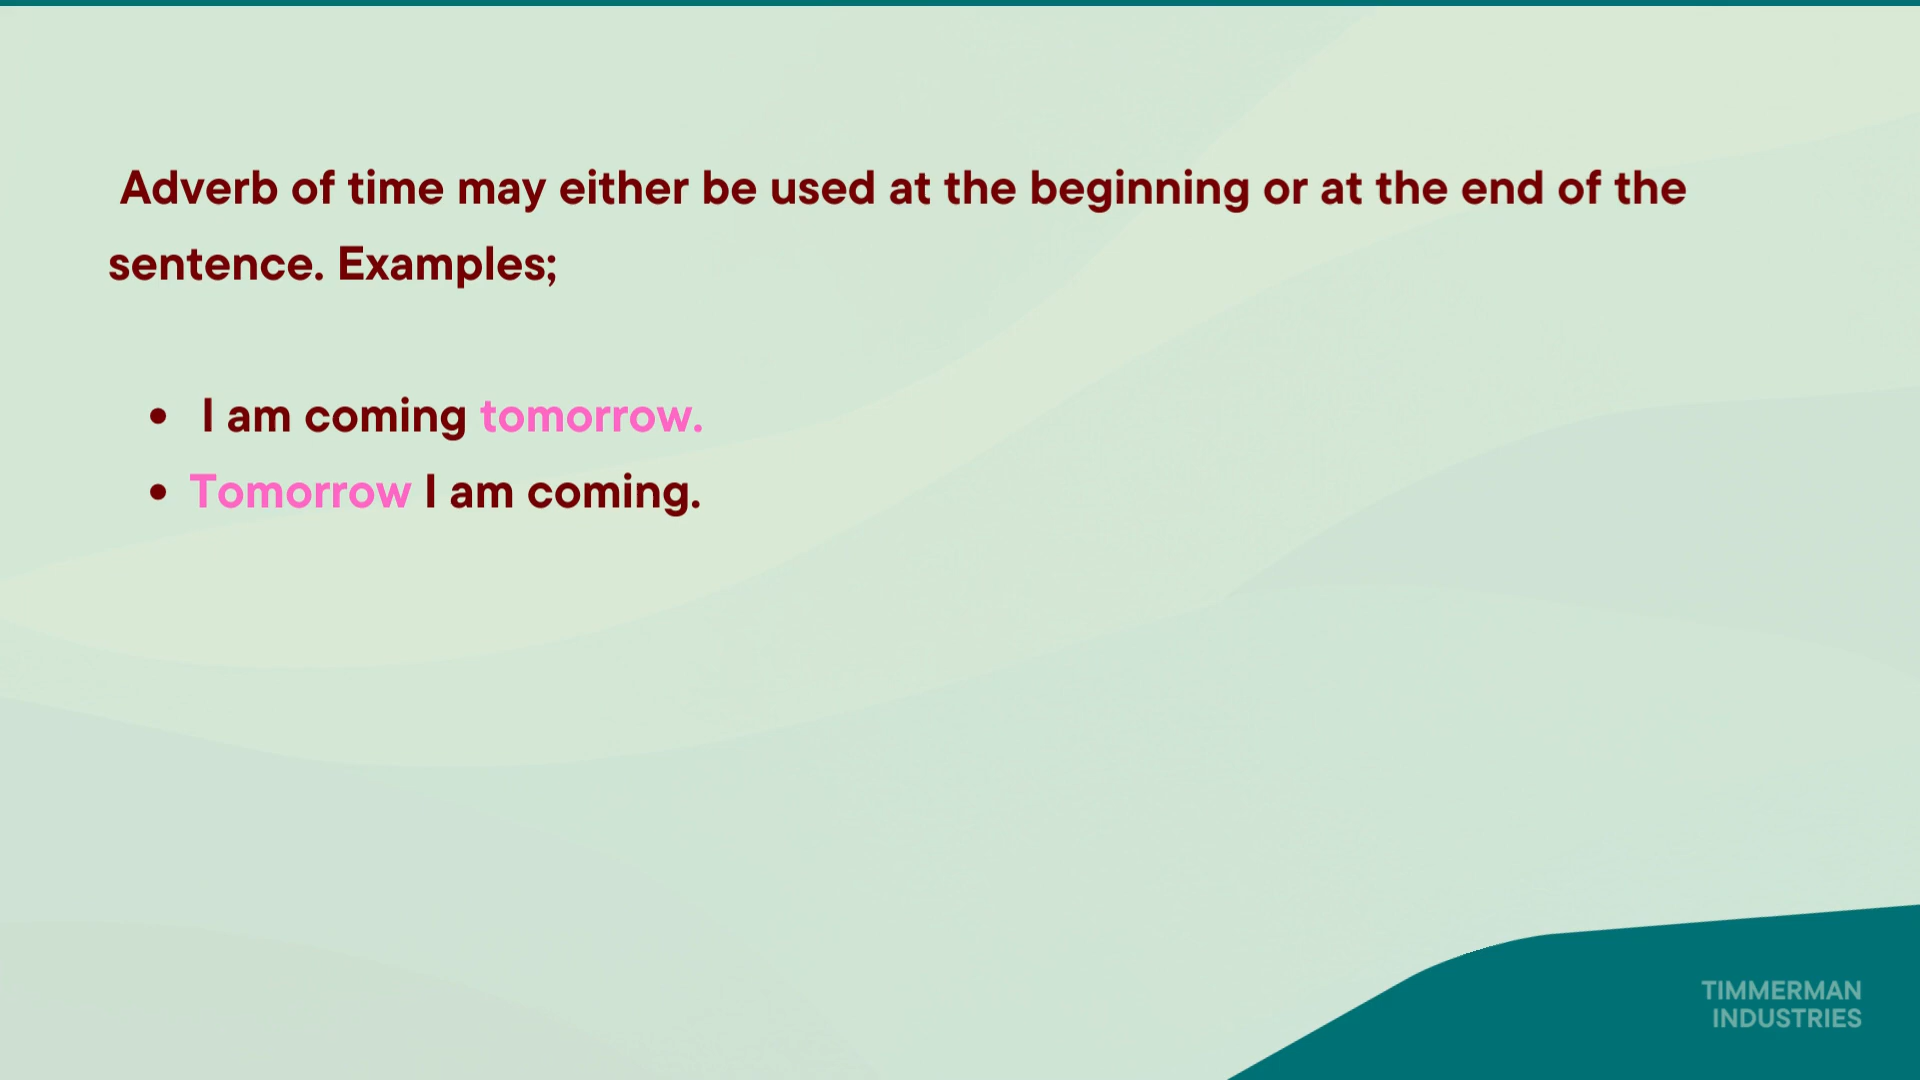 Adverb of time may either be used at the beginning or at the end of the
sentence. Examples;
• I am coming tomorrow.
• Tomorrow I am coming.
TIMMERMAN
INDUSTRIES